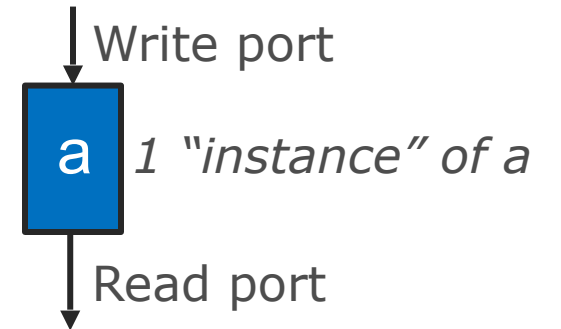 Write port
a 1 “instance” of a
Read port